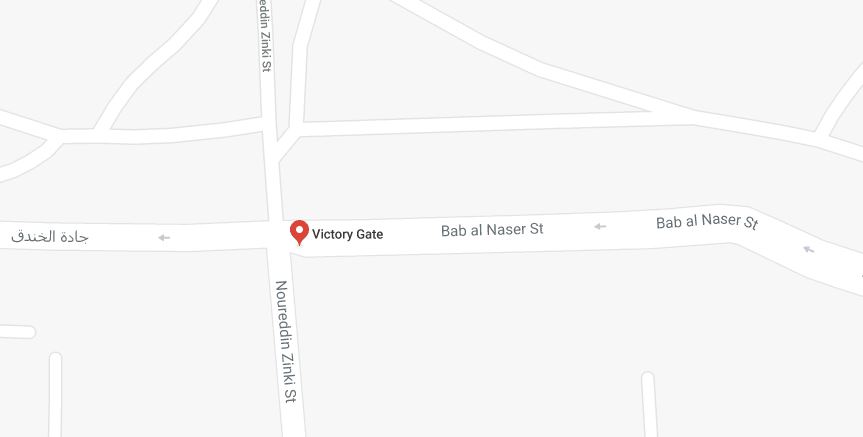 eddin Zinki St
جادة الخندق
Victory Gate
Bab al Naser St
Bab al Naser St
Noureddin Zinki St